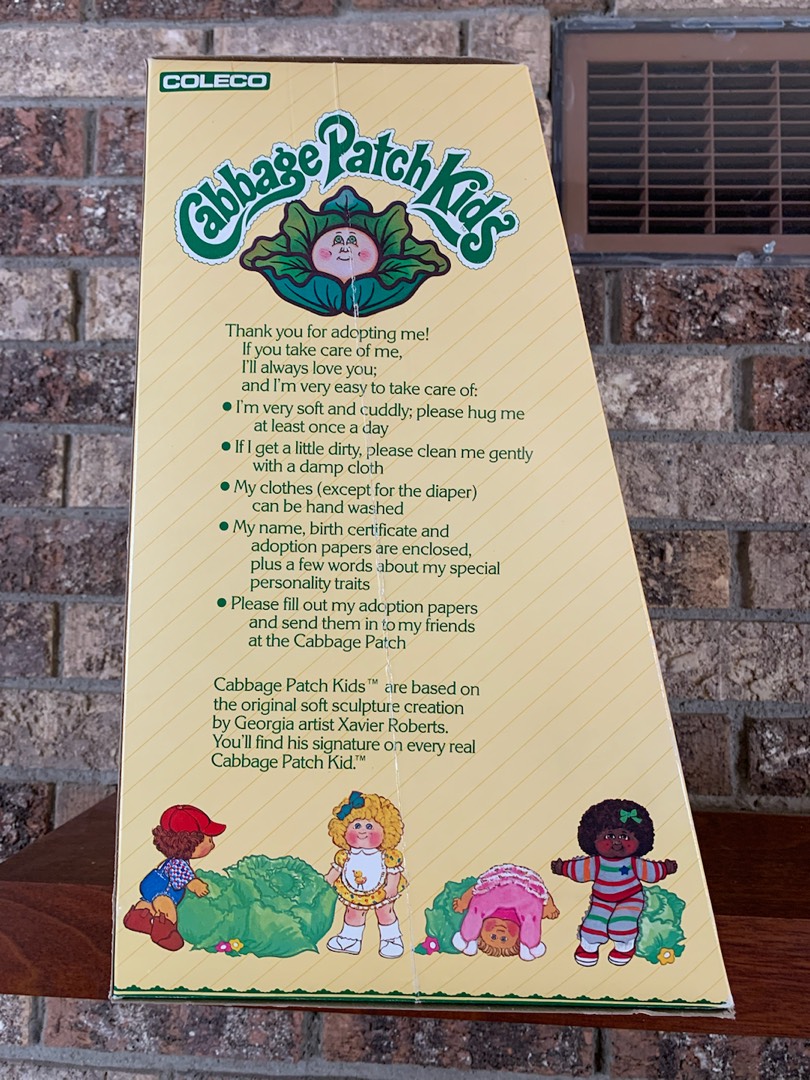 COLECO
Cabbage Patch Kids
Thank you for adopting me!
If you take care of me,
I'll always love you;
and I'm very easy to take care of:
• I'm very soft and cuddly; please hug me
at least once a day
• If I get a little dirty, please clean me gently
with a damp cloth
• My clothes (except for the diaper)
can be hand washed
• My name, birth certificate and
adoption papers are enclosed,
plus a few words about my special
personality traits
• Please fill out my adoption papers
and send them in to my friends
at the Cabbage Patch
Cabbage Patch Kids™ are based on
the original soft sculpture creation
by Georgia artist Xavier Roberts.
You'll find his signature on every real
Cabbage Patch Kid.™